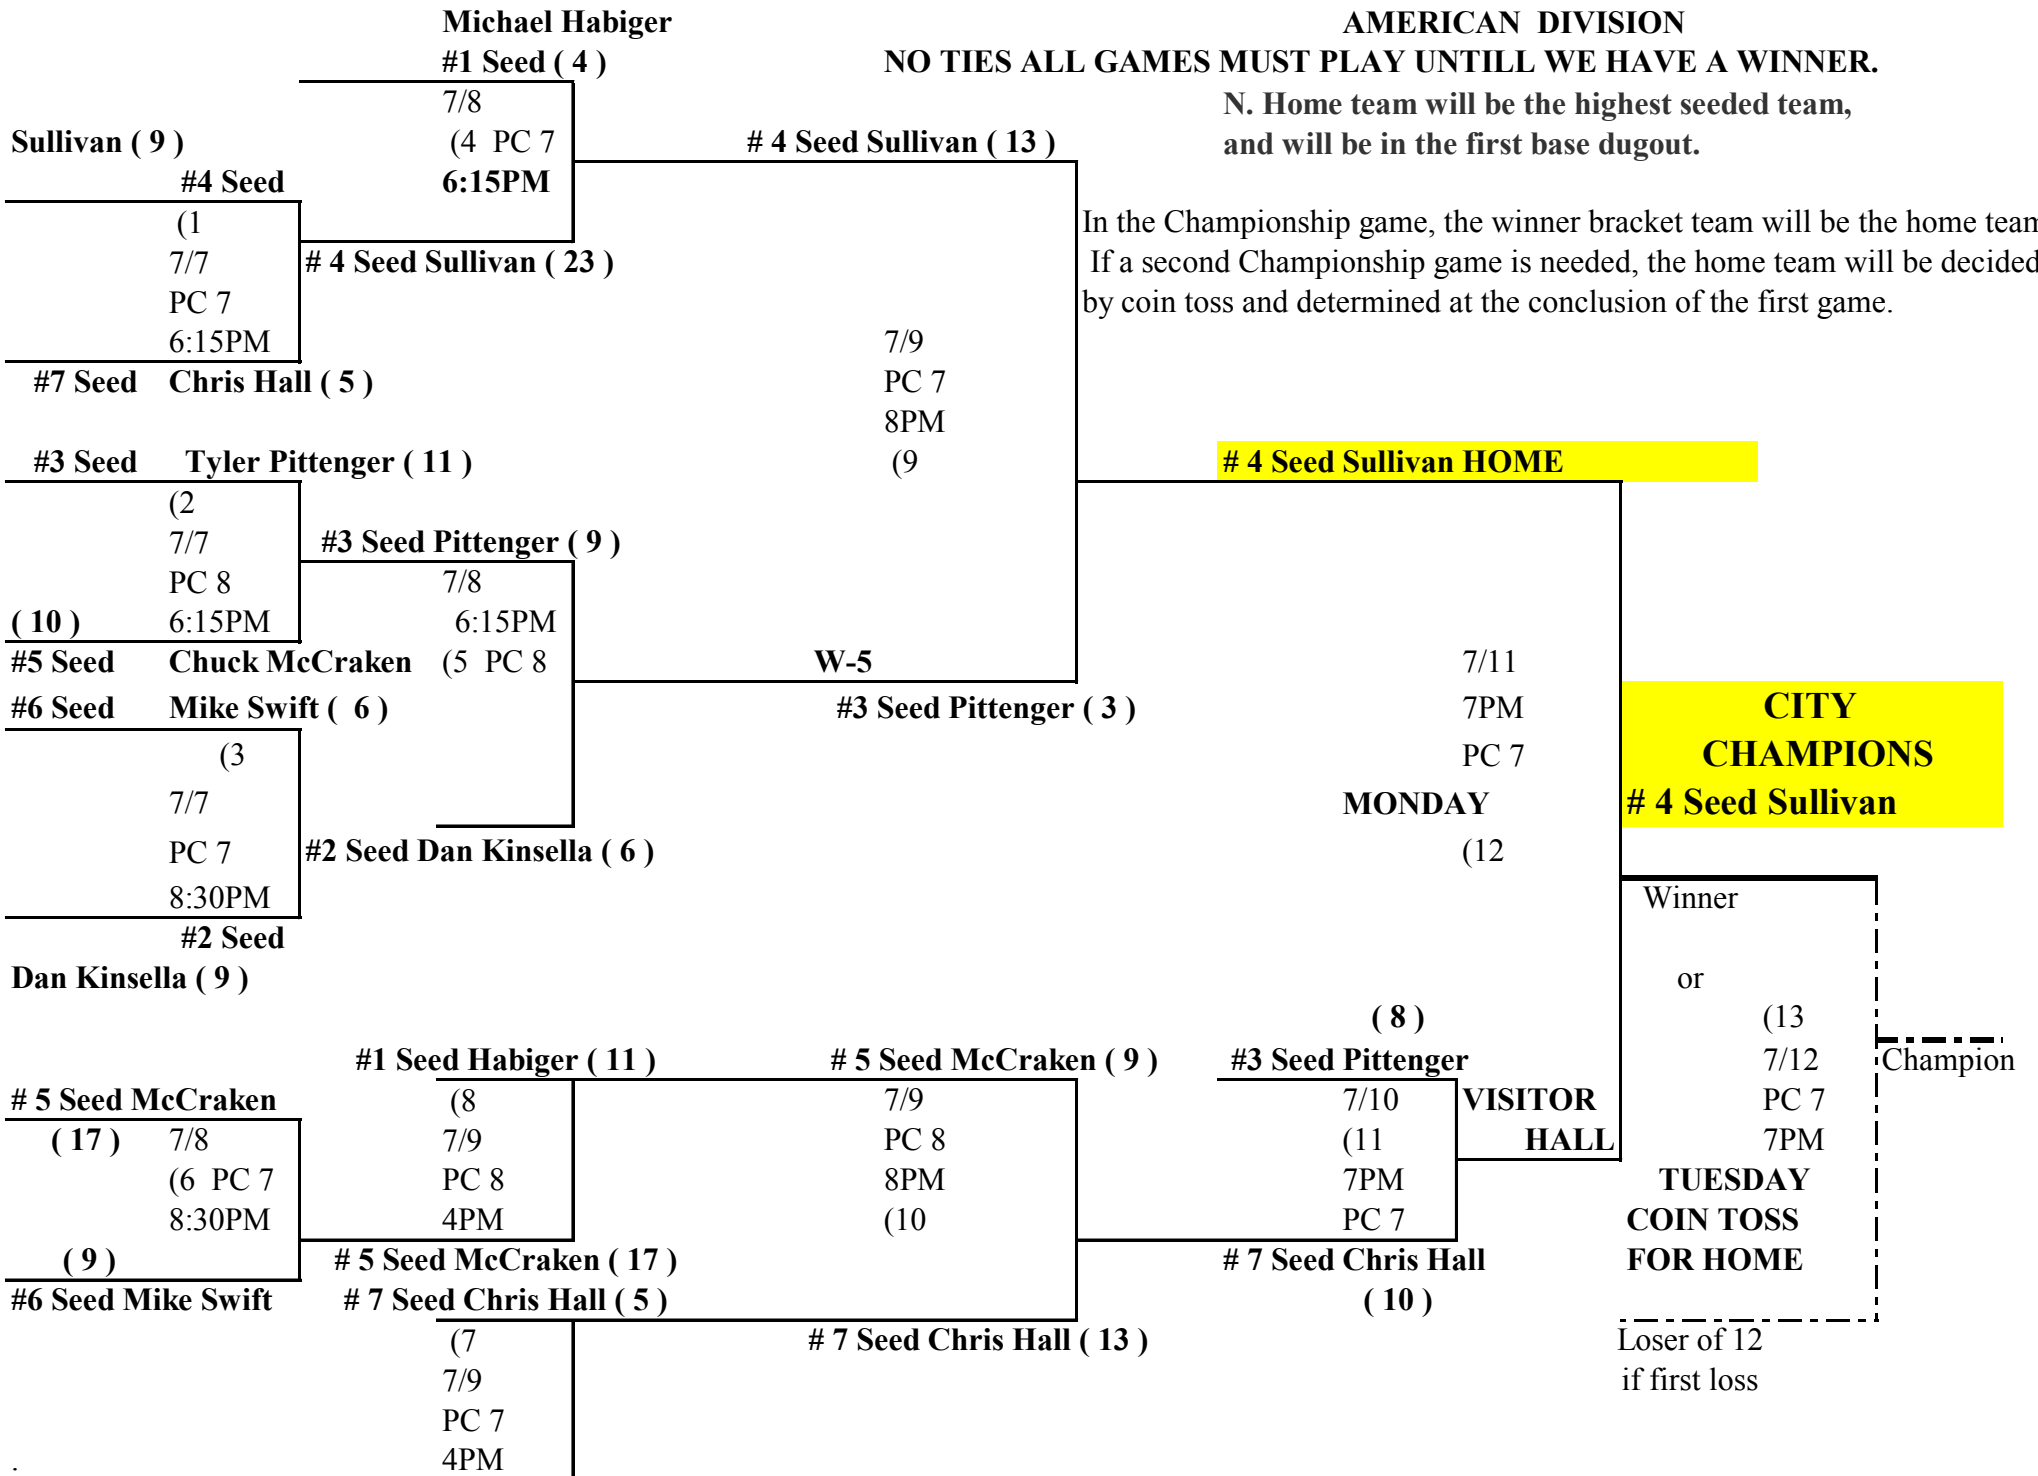 Michael Habiger AMERICAN DIVISION
#1 Seed ( 4 ) NO TIES ALL GAMES MUST PLAY UNTILL WE HAVE A WINNER.
7/8 N. Home team will be the highest seeded team,
Sullivan ( 9 ) (4 PC 7 # 4 Seed Sullivan ( 13 ) and will be in the first base dugout.
#4 Seed 6:15PM
(1 In the Championship game, the winner bracket team will be the home team
7/7 # 4 Seed Sullivan ( 23 ) If a second Championship game is needed, the home team will be decided
PC 7 by coin toss and determined at the conclusion of the first game.
6:15PM 7/9
#7 Seed Chris Hall ( 5 ) PC 7
8PM
#3 Seed Tyler Pittenger ( 11 ) (9 # 4 Seed Sullivan HOME
(2
7/7 #3 Seed Pittenger ( 9 )
PC 8 7/8
( 10 ) 6:15PM 6:15PM
#5 Seed Chuck McCraken (5 PC 8 W-5 7/11
#6 Seed Mike Swift ( 6 ) #3 Seed Pittenger ( 3 ) 7PM CITY
(3 PC 7 CHAMPIONS
7/7 MONDAY # 4 Seed Sullivan
PC 7 #2 Seed Dan Kinsella ( 6 ) (12
8:30PM Winner
#2 Seed
Dan Kinsella ( 9 ) or
( 8 ) (13
#1 Seed Habiger ( 11 ) # 5 Seed McCraken ( 9 ) #3 Seed Pittenger 7/12 Champion
# 5 Seed McCraken (8 7/9 7/10 VISITOR PC 7
( 17 ) 7/8 7/9 PC 8 (11 HALL 7PM
(6 PC 7 PC 8 8PM 7PM TUESDAY
8:30PM 4PM (10 PC 7 COIN TOSS
( 9 ) # 5 Seed McCraken ( 17 ) # 7 Seed Chris Hall FOR HOME
#6 Seed Mike Swift # 7 Seed Chris Hall ( 5 ) ( 10 )
(7 # 7 Seed Chris Hall ( 13 ) Loser of 12
7/9 if first loss
PC 7
. 4PM